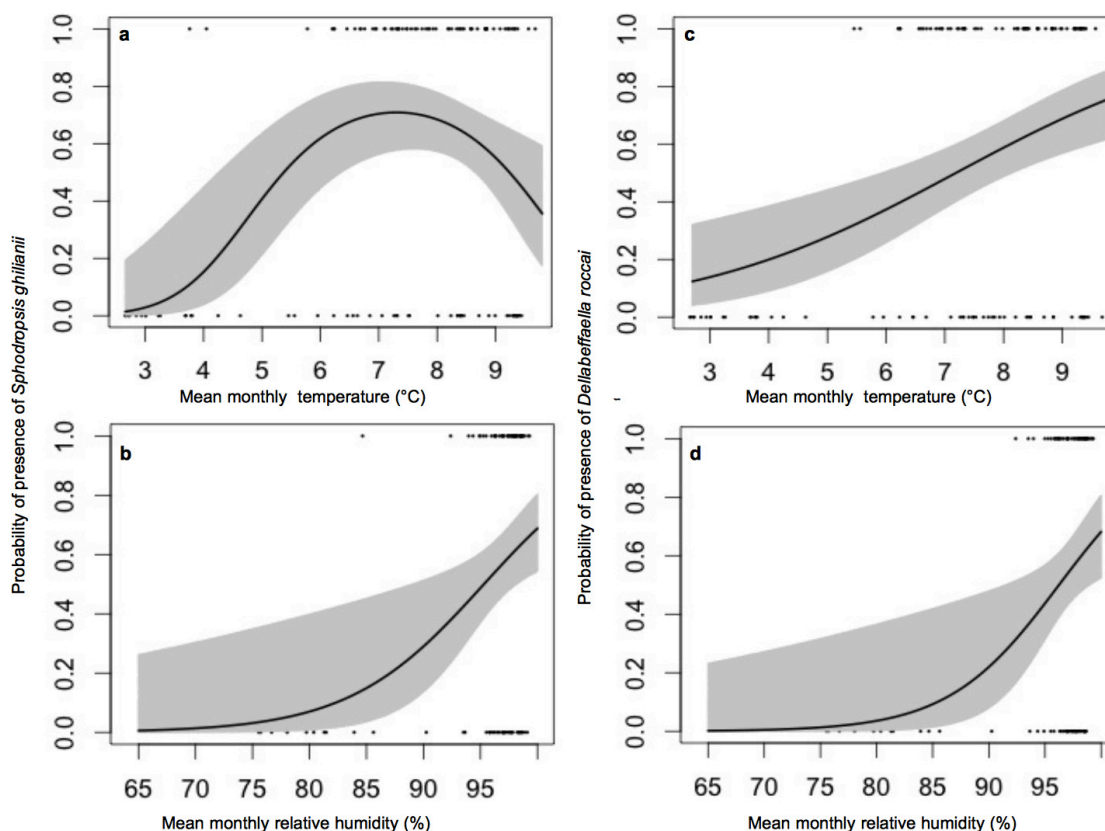 Probability of presence of Sphodropsis ghilianii
a
1.0
0.8
0.6
0.4
0.2
0.0
3 4 5 6 7 8 9
Mean monthly temperature (°C)
b
1.0
0.8
0.6
0.4
0.2
0.0
65 70 75 80 85 90 95
Mean monthly relative humidity (%)
Probability of presence of Dellabeffaella roccai
c
1.0
0.8
0.6
0.4
0.2
0.0
3 4 5 6 7 8 9
Mean monthly temperature (°C)
d
1.0
0.8
0.6
0.4
0.2
0.0
65 70 75 80 85 90 95
Mean monthly relative humidity (%)